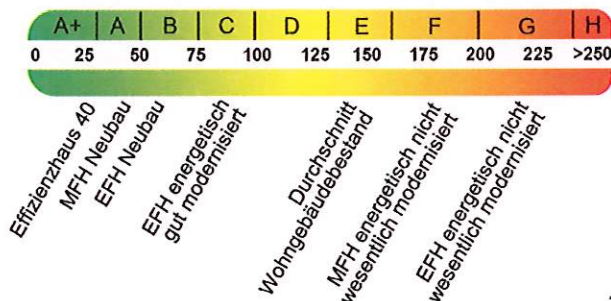 A+ A B C D E F G H
0 25 50 75 100 125 150 175 200 225 >250
Effizienzhaus 40
MFH Neubau
EFH Neubau
EFH energetisch
gut modernisiert
Durchschnitt
Wohngebäudebestand
MFH energetisch nicht
wesentlich modernisiert
EFH energetisch nicht
wesentlich modernisiert